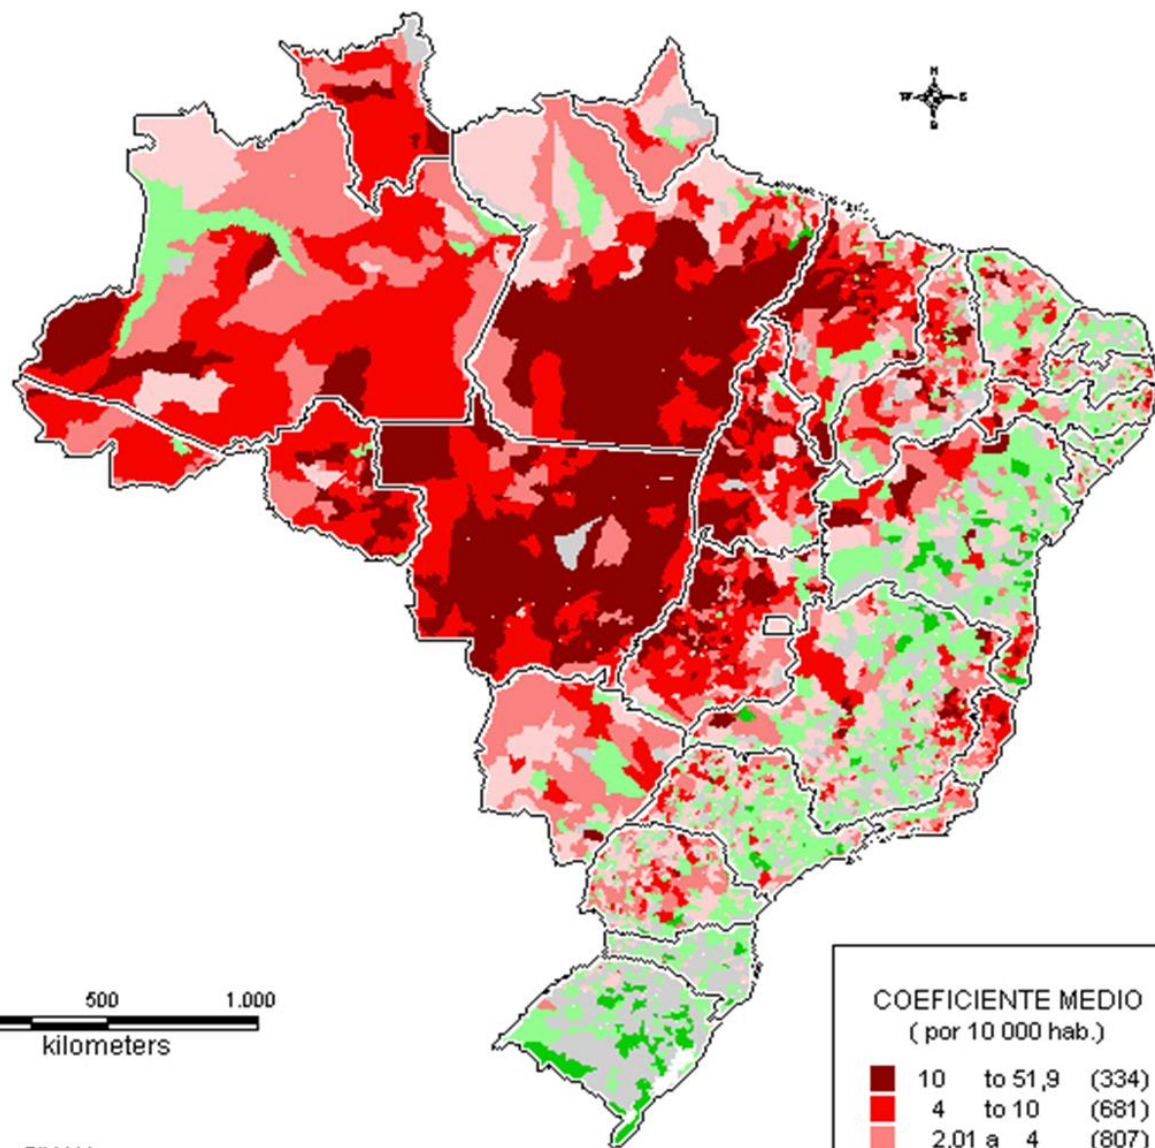 N
W E
S
500 1.000
kilometers
COEFICIENTE MEDIO
( por 10 000 hab.)
10 to 51,9 (334)
4 to 10 (681)
2,01 a 4 (807)